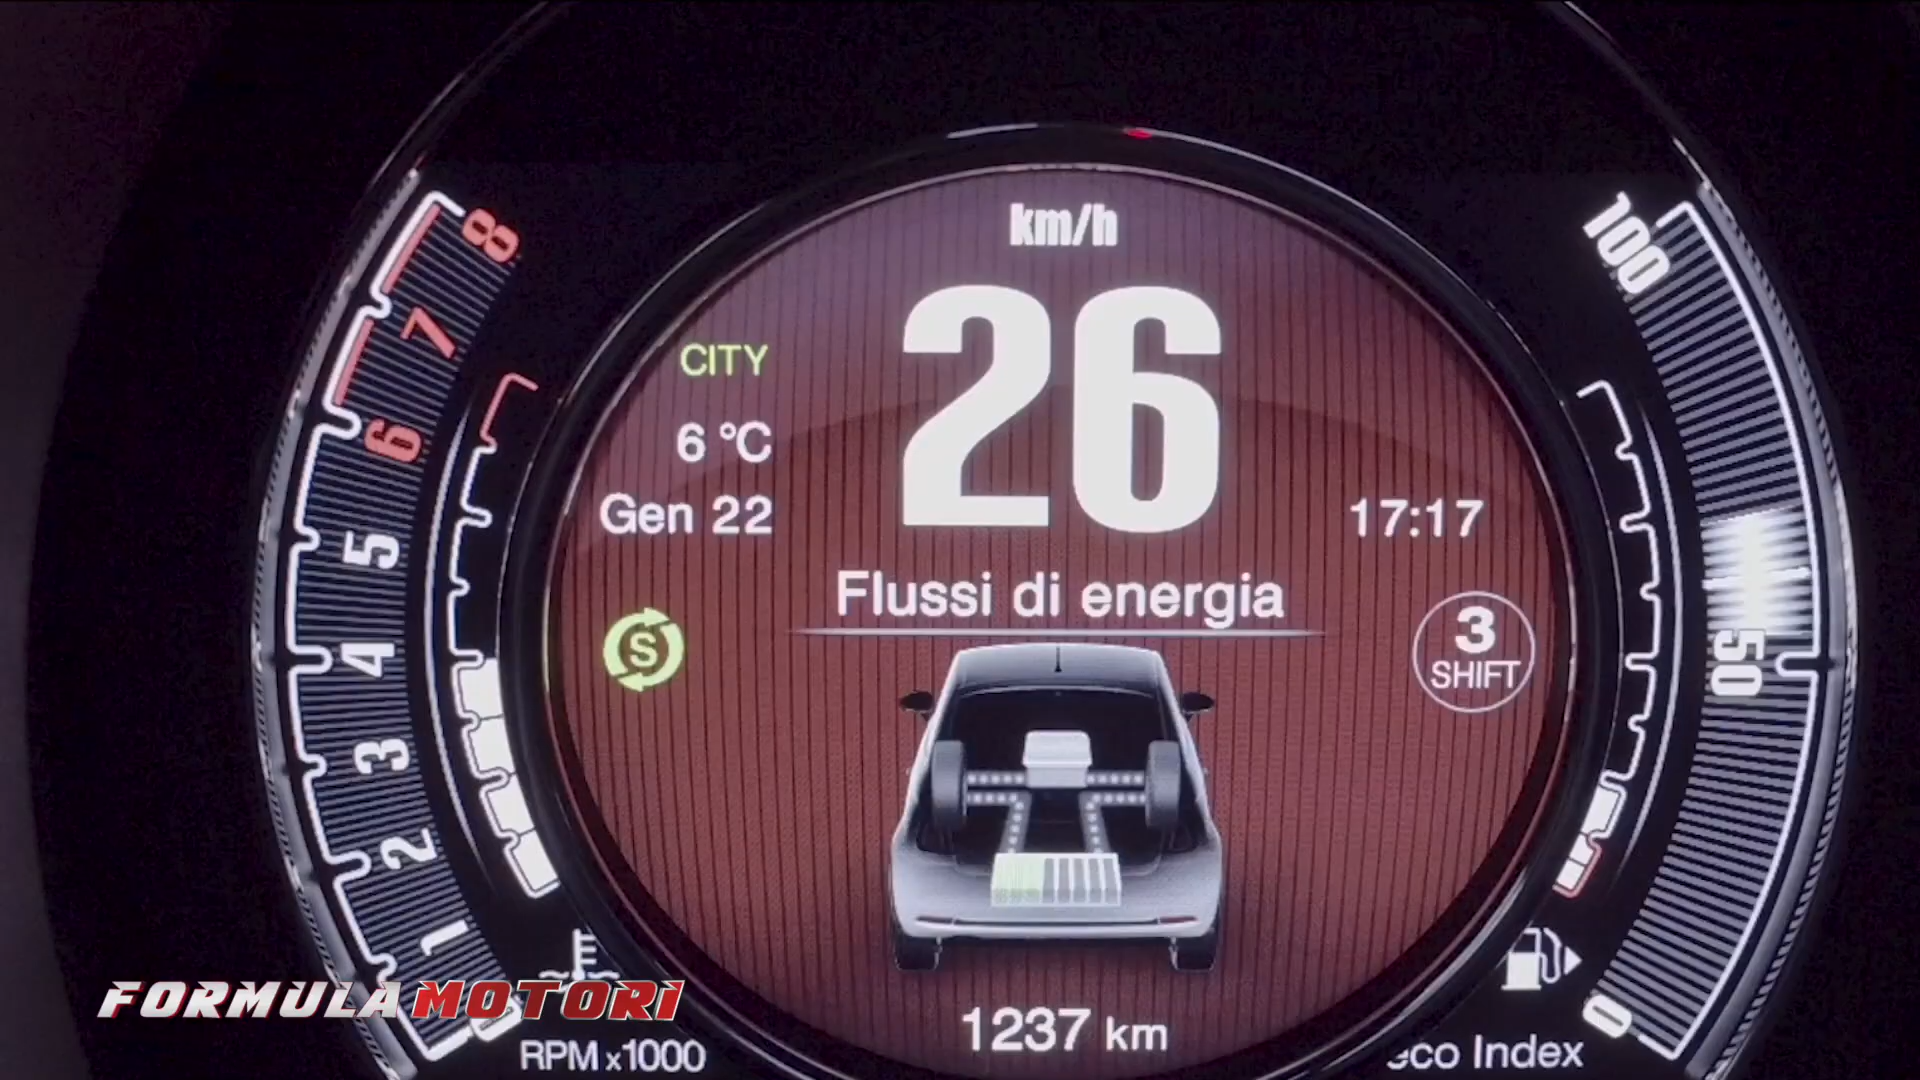 km/h
26
CITY
6 °C
Gen 22
17:17
Flussi di energia
S
3
SHIFT
1237 km
8
7
6
5
4
3
2
1
0
RPM x1000
100
50
0
eco Index
FORMULA MOTORI